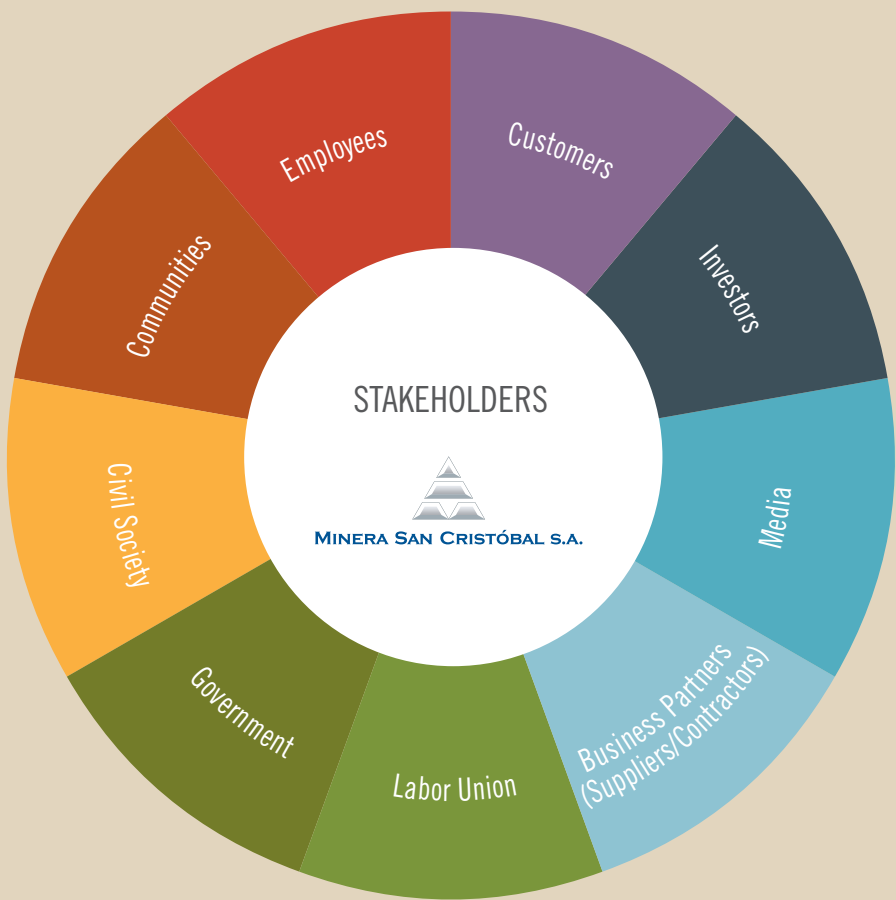 STAKEHOLDERS
MINERA SAN CRISTÓBAL S.A.
Customers
Investors
Media
Business Partners
(Suppliers/Contractors)
Labor Union
Government
Civil Society
Communities
Employees